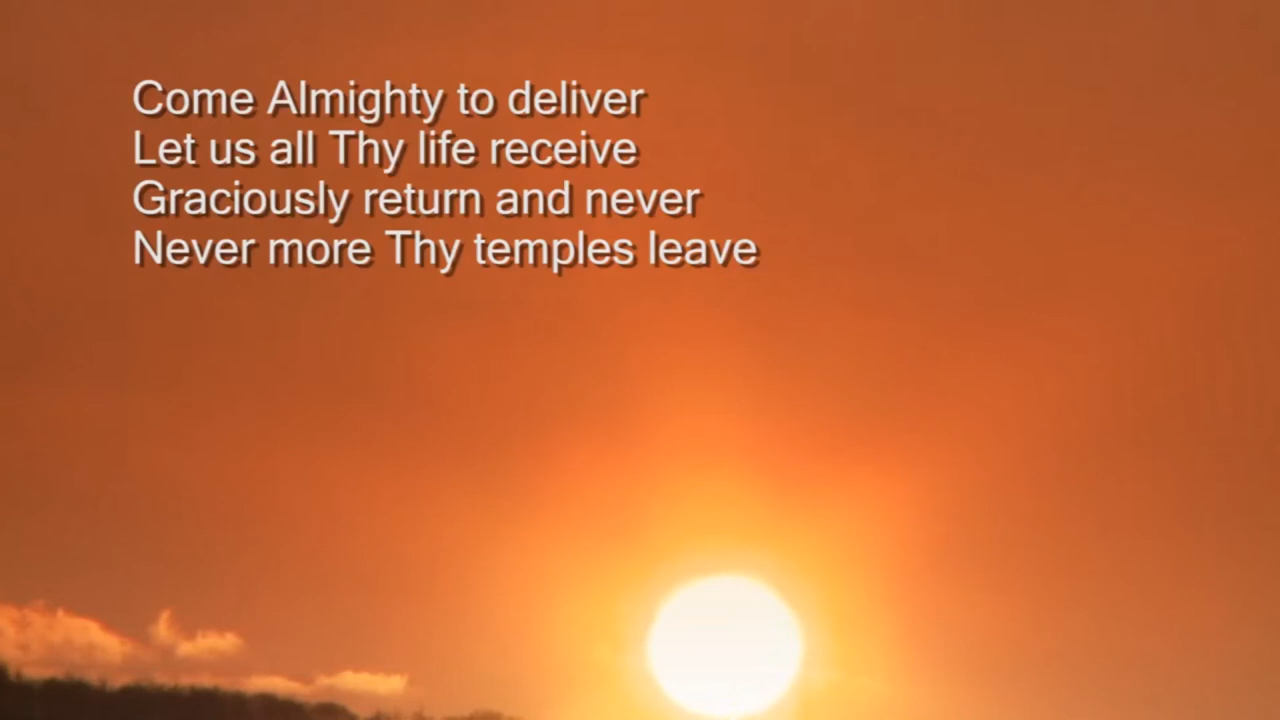 Come Almighty to deliver
Let us all Thy life receive
Graciously return and never
Never more Thy temples leave